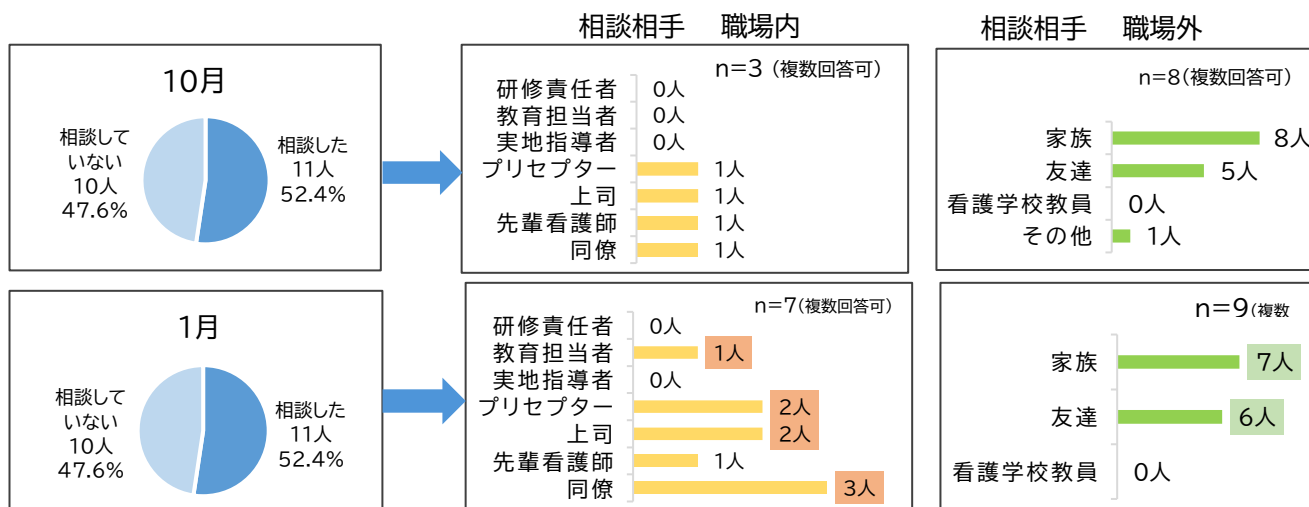 相談相手 職場内
相談相手 職場外
10月
相談して
いない
10人
47.6%
相談した
11人
52.4%
n=3 (複数回答可)
研修責任者 0人
教育担当者 0人
実地指導者 0人
プリセプター 1人
上司 1人
先輩看護師 1人
同僚 1人
n=8(複数回答可)
家族 8人
友達 5人
看護学校教員 0人
その他 1人
1月
相談して
いない
10人
47.6%
相談した
11人
52.4%
n=7(複数回答可)
研修責任者 0人
教育担当者 1人
実地指導者 0人
プリセプター 2人
上司 2人
先輩看護師 1人
同僚 3人
n=9(複数
家族 7人
友達 6人
看護学校教員 0人